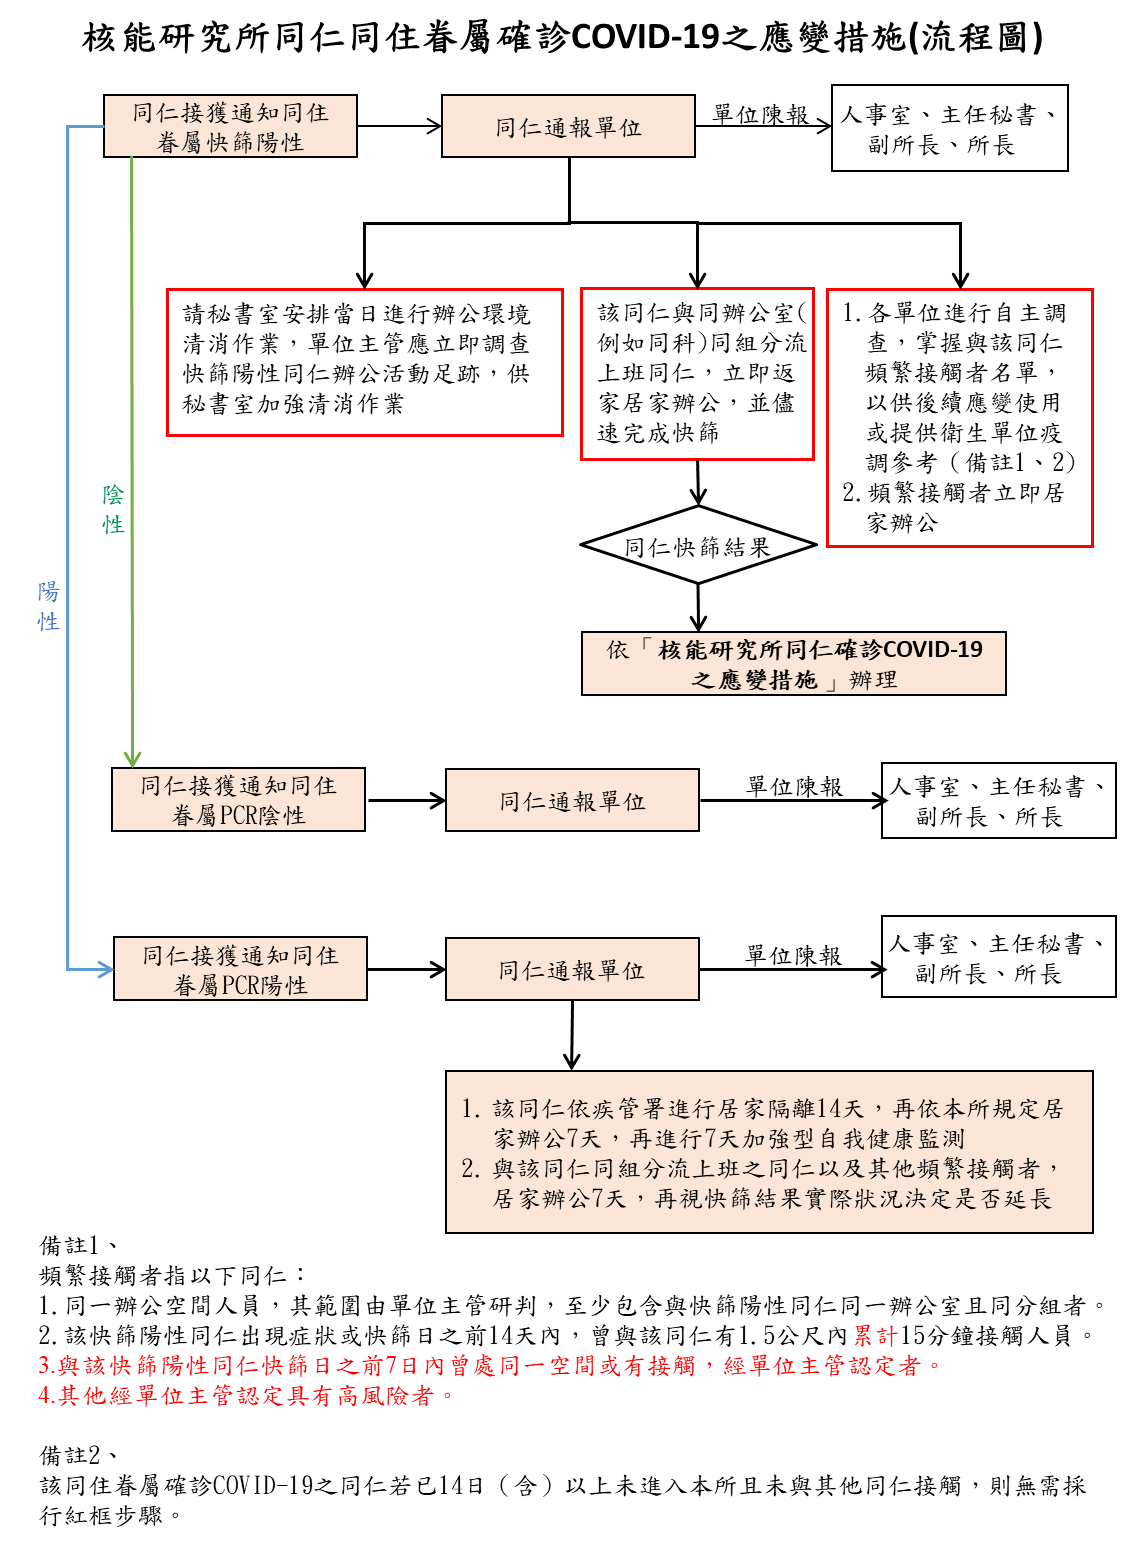 核能研究所同仁同住眷屬確診COVID-19之應變措施(流程圖)
同仁接獲通知同住
眷屬快篩陽性
同仁通報單位
單位陳報
人事室、主任秘書、
副所長、所長
請秘書室安排當日進行辦公環境
清消作業，單位主管應立即調查
快篩陽性同仁辦公活動足跡，供
秘書室加強清消作業
該同仁與同辦公室(
例如同科)同組分流
上班同仁，立即返
家居家辦公，並儘
速完成快篩
1.各單位進行自主調
查，掌握與該同仁
頻繁接觸者名單，
以供後續應變使用
或提供衛生單位疫
調參考（備註1、2）
2.頻繁接觸者立即居
家辦公
陰
性
陽
性
同仁快篩結果
依「核能研究所同仁確診COVID-19
之應變措施」辦理
同仁接獲通知同住
眷屬PCR陰性
同仁通報單位
單位陳報
人事室、主任秘書、
副所長、所長
同仁接獲通知同住
眷屬PCR陽性
同仁通報單位
單位陳報
人事室、主任秘書、
副所長、所長
1. 該同仁依疾管署進行居家隔離14天，再依本所規定居
家辦公7天，再進行7天加強型自我健康監測
2. 與該同仁同組分流上班之同仁以及其他頻繁接觸者，
居家辦公7天，再視快篩結果實際狀況決定是否延長
備註1、
頻繁接觸者指以下同仁：
1.同一辦公空間人員，其範圍由單位主管研判，至少包含與快篩陽性同仁同一辦公室且同分組者。
2.該快篩陽性同仁出現症狀或快篩日之前14天內，曾與該同仁有1.5公尺內累計15分鐘接觸人員。
3.與該快篩陽性同仁快篩日之前7日內曾處同一空間或有接觸，經單位主管認定者。
4.其他經單位主管認定具有高風險者。
備註2、
該同住眷屬確診COVID-19之同仁若已14日（含）以上未進入本所且未與其他同仁接觸，則無需採
行紅框步驟。